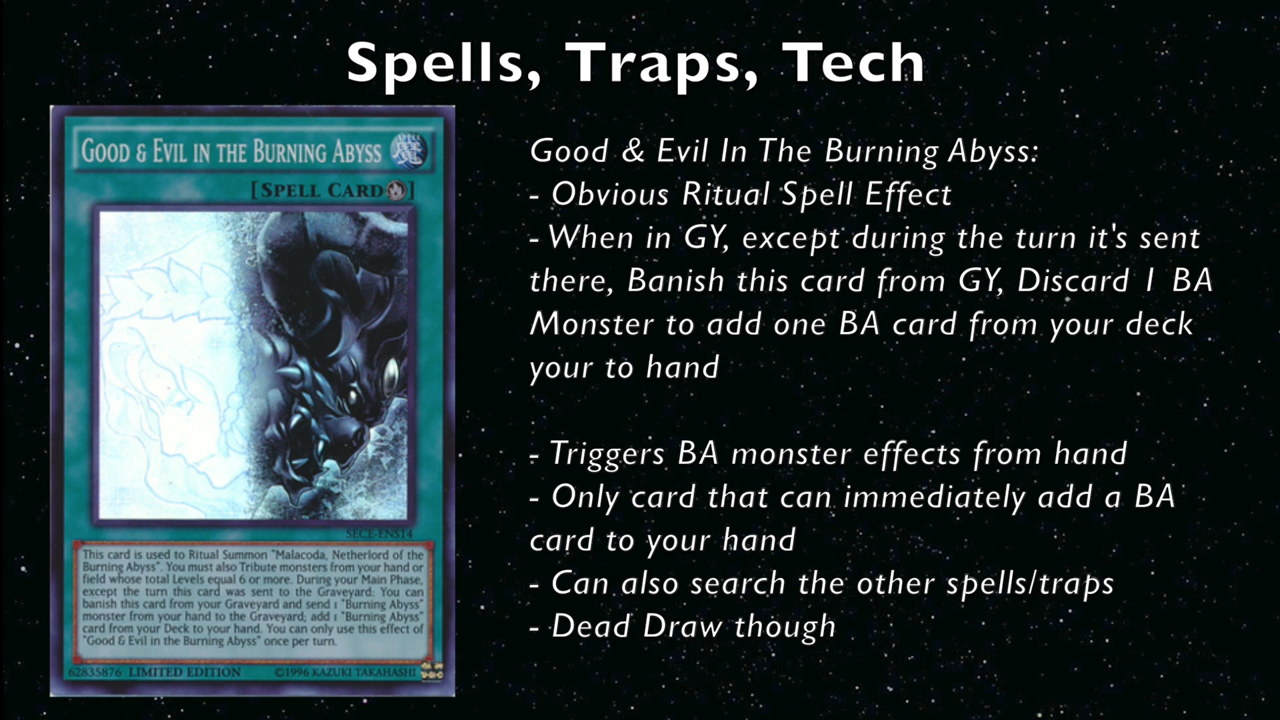 Spells, Traps, Tech
GOOD & EVIL IN THE BURNING ABYSS
[SPELL CARD]
SECE-ENS14
This card is used to Ritual Summon "Malacoda, Netherlord of the
Burning Abyss". You must also Tribute monsters from your hand or
field whose total Levels equal 6 or more. During your Main Phase,
except the turn this card was sent to the Graveyard: You can
banish this card from your Graveyard and send 1 "Burning Abyss"
monster from your hand to the Graveyard; add 1 "Burning Abyss"
card from your Deck to your hand. You can only use this effect of
"Good & Evil in the Burning Abyss" once per turn.
62835876 LIMITED EDITION ©1996 KAZUKI TAKAHASHI
Good & Evil In The Burning Abyss:
- Obvious Ritual Spell Effect
- When in GY, except during the turn it's sent
there, Banish this card from GY, Discard 1 BA
Monster to add one BA card from your deck
your to hand
- Triggers BA monster effects from hand
- Only card that can immediately add a BA
card to your hand
- Can also search the other spells/traps
- Dead Draw though